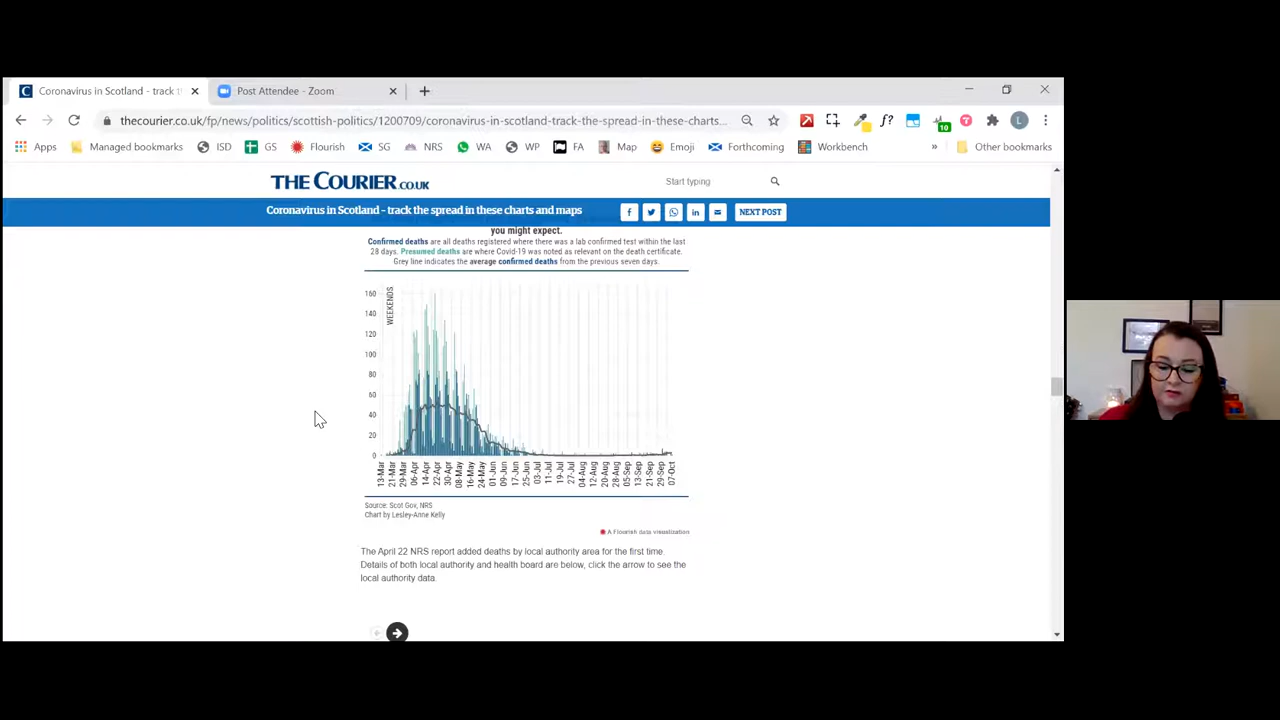 Coronavirus in Scotland - track t
Post Attendee - Zoom
thecourier.co.uk/fp/news/politics/scottish-politics/1200709/coronavirus-in-scotland-track-the-spread-in-these-charts...
10
L
Apps
Managed bookmarks
ISD
GS
Flourish
SG
NRS
WA
WP
FA
Map
Emoji
Forthcoming
Workbench
»
Other bookmarks
THE COURIER.CO.UK
Start typing
Coronavirus in Scotland - track the spread in these charts and maps
NEXT POST
you might expect.
Confirmed deaths are all deaths registered where there was a lab confirmed test within the last
28 days. Presumed deaths are where Covid-19 was noted as relevant on the death certificate.
Grey line indicates the average confirmed deaths from the previous seven days.
WEEKENDS
160
140
120
100
80
60
40
20
0
13-Mar
21-Mar
29-Mar
06-Apr
14-Apr
22-Apr
30-Apr
08-May
16-May
24-May
01-Jun
09-Jun
17-Jun
25-Jun
03-Jul
11-Jul
19-Jul
27-Jul
04-Aug
12-Aug
20-Aug
28-Aug
05-Sep
13-Sep
21-Sep
29-Sep
07-Oct
Source: Scot Gov, NRS
Chart by Lesley-Anne Kelly
A Flourish data visualization
The April 22 NRS report added deaths by local authority area for the first time.
Details of both local authority and health board are below, click the arrow to see the
local authority data.